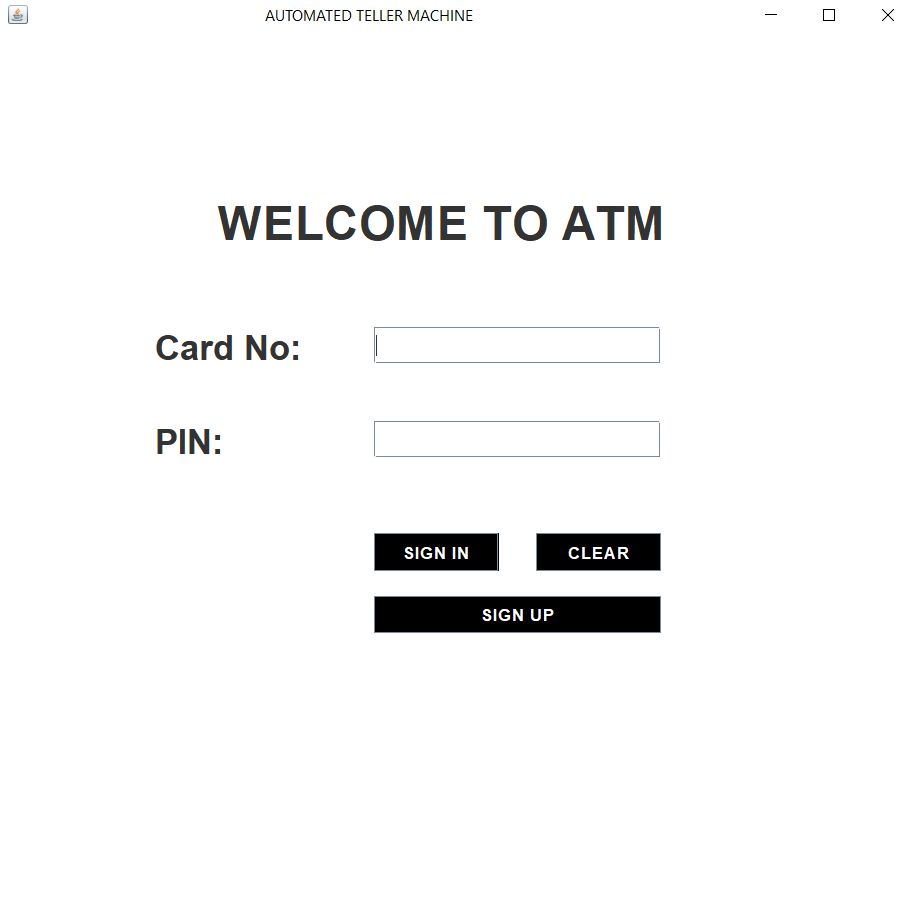 AUTOMATED TELLER MACHINE
WELCOME TO ATM
Card No:
PIN:
SIGN IN CLEAR
SIGN UP